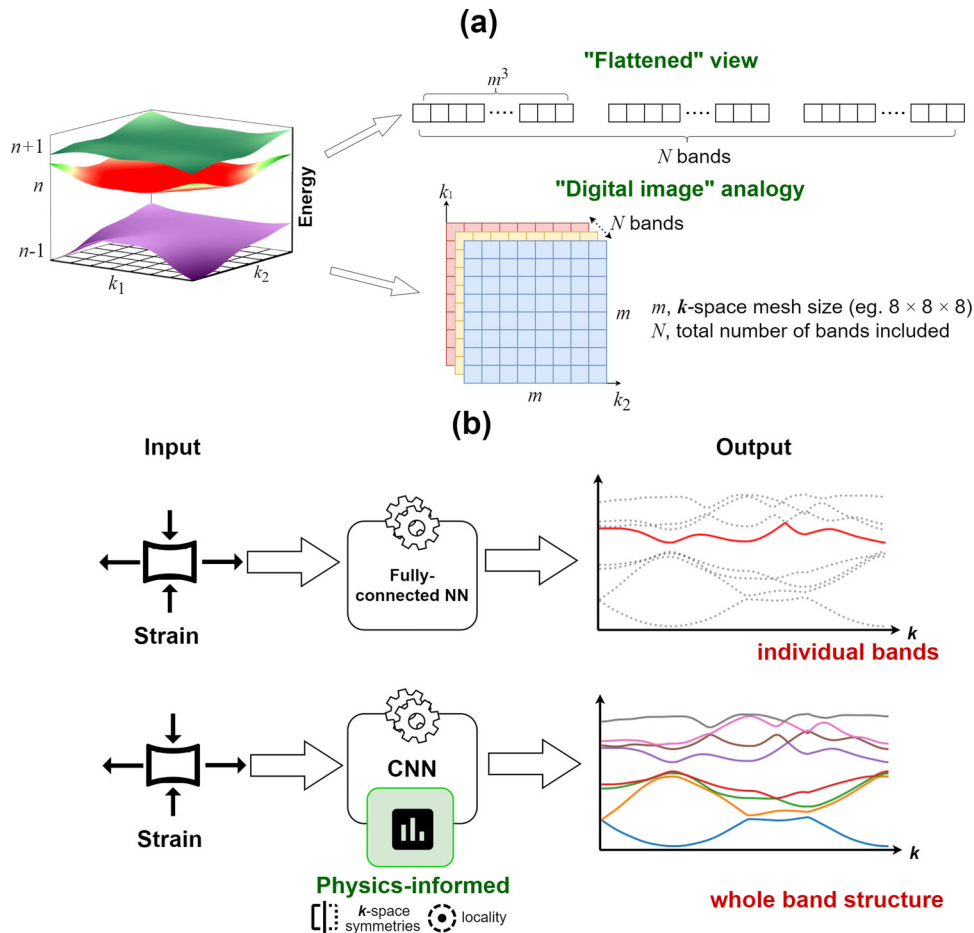 (a)
"Flattened" view
m³
N bands
n+1
n
n-1
Energy
k₁
k₂
"Digital image" analogy
k₁
N bands
m
m
k₂
m, k-space mesh size (eg. 8 × 8 × 8)
N, total number of bands included
(b)
Input
Output
Strain
Fully-
connected NN
k
individual bands
Strain
CNN
Physics-informed
k-space
symmetries
locality
k
whole band structure